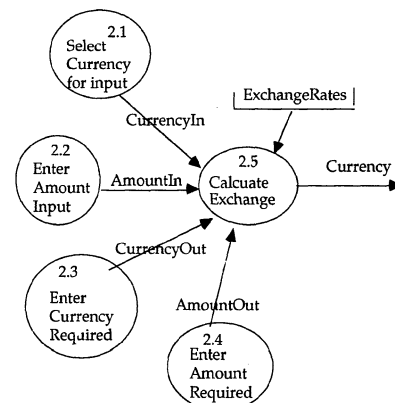 2.1
Select
Currency
for input
ExchangeRates
CurrencyIn
2.2
Enter
Amount
Input
AmountIn
2.5
Calcuate
Exchange
Currency
CurrencyOut
2.3
Enter
Currency
Required
AmountOut
2.4
Enter
Amount
Required